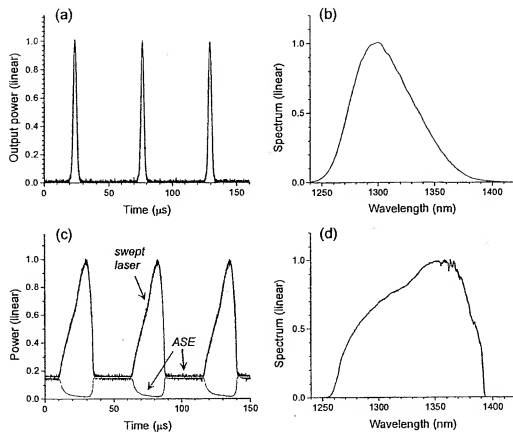 (a)
Output power (linear)
1.0
0.8
0.6
0.4
0.2
0.0
0 50 100 150
Time (µs)
(b)
Spectrum (linear)
1.0
0.5
0.0
1250 1300 1350 1400
Wavelength (nm)
(c)
Power (linear)
1.0
0.8
0.6
0.4
0.2
0.0
swept
laser
ASE
0 50 100 150
Time (µs)
(d)
Spectrum (linear)
1.0
0.5
0.0
1250 1300 1350 1400
Wavelength (nm)